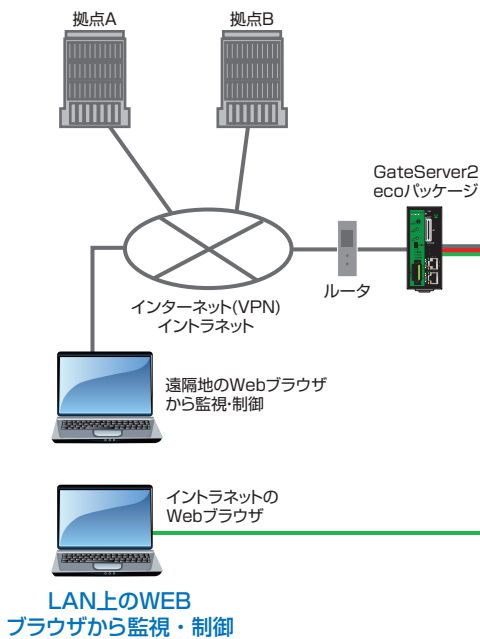 拠点A
拠点B
GateServer2
ecoパッケージ
ルータ
インターネット(VPN)
イントラネット
遠隔地のWebブラウザ
から監視・制御
イントラネットの
Webブラウザ
LAN上のWEB
ブラウザから監視・制御